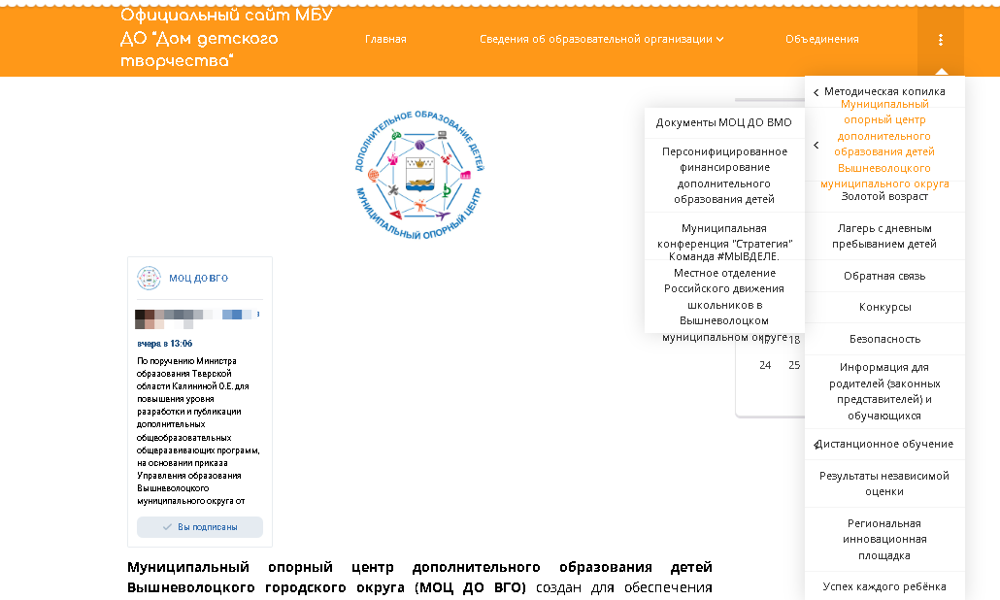 Официальный сайт МБУ
ДО "Дом детского
творчества"
Главная
Сведения об образовательной организации
Объединения
Методическая копилка
Муниципальный
опорный центр
дополнительного
образования детей
Вышневолоцкого
муниципального округа
Золотой возраст
Лагерь с дневным
пребыванием детей
Обратная связь
Конкурсы
Безопасность
Информация для
родителей (законных
представителей) и
обучающихся
Дистанционное обучение
Результаты независимой
оценки
Региональная
инновационная
площадка
Успех каждого ребёнка
Документы МОЦ ДО ВМО
Персонифицированное
финансирование
дополнительного
образования детей
Муниципальная
конференция "Стратегия"
Команда #МЫВДЕЛЕ.
Местное отделение
Российского движения
школьников в
Вышневолоцком
муниципальном округе
17 18
24 25
ДОПОЛНИТЕЛЬНОЕ ОБРАЗОВАНИЕ ДЕТЕЙ
МУНИЦИПАЛЬНЫЙ ОПОРНЫЙ ЦЕНТР
МОЦ ДО ВГО
вчера в 13:06
По поручению Министра
образования Тверской
области Калининой О.Е. для
повышения уровня
разработки и публикации
дополнительных
общеобразовательных
общеразвивающих программ,
на основании приказа
Управления образования
Вышневолоцкого
муниципального округа от
Вы подписаны
Муниципальный опорный центр дополнительного образования детей
Вышневолоцкого городского округа (МОЦ ДО ВГО) создан для обеспечения